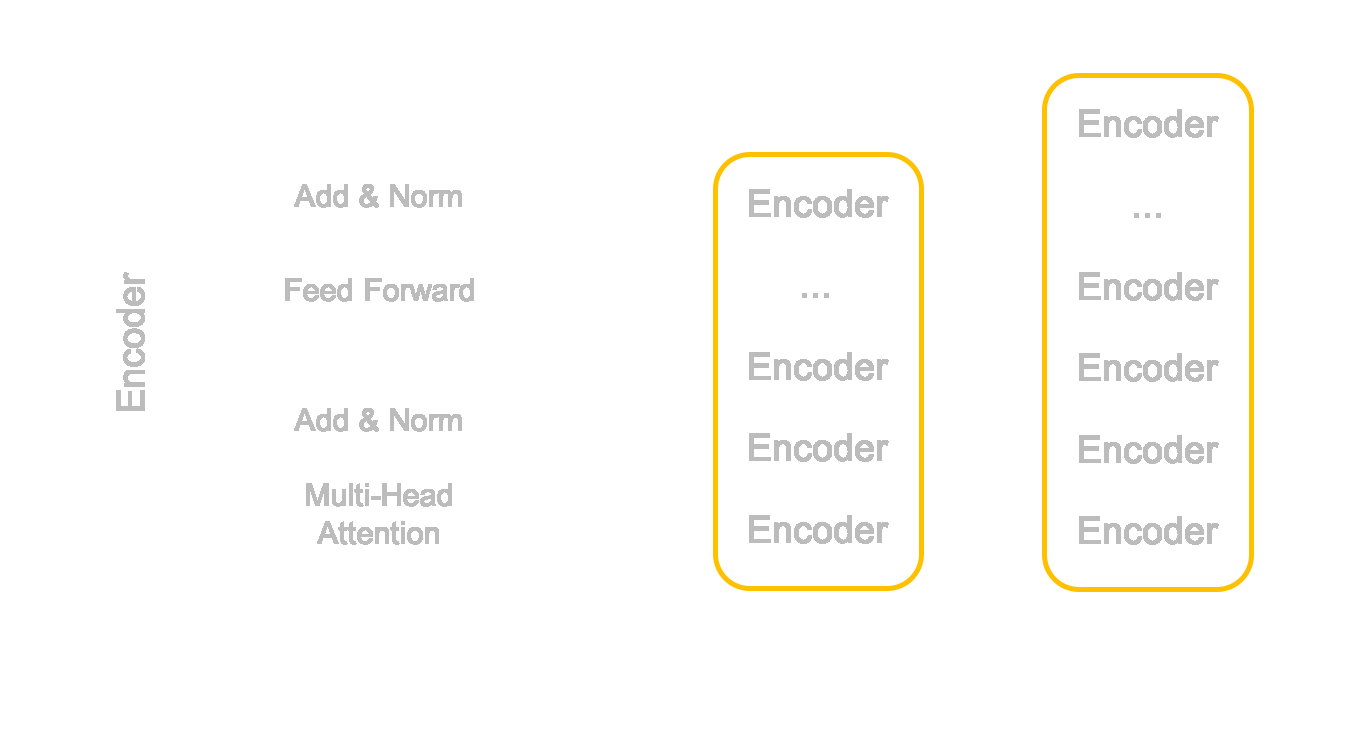 Encoder
Add & Norm
Feed Forward
Add & Norm
Multi-Head
Attention
Encoder
...
Encoder
Encoder
Encoder
Encoder
...
Encoder
Encoder
Encoder
Encoder